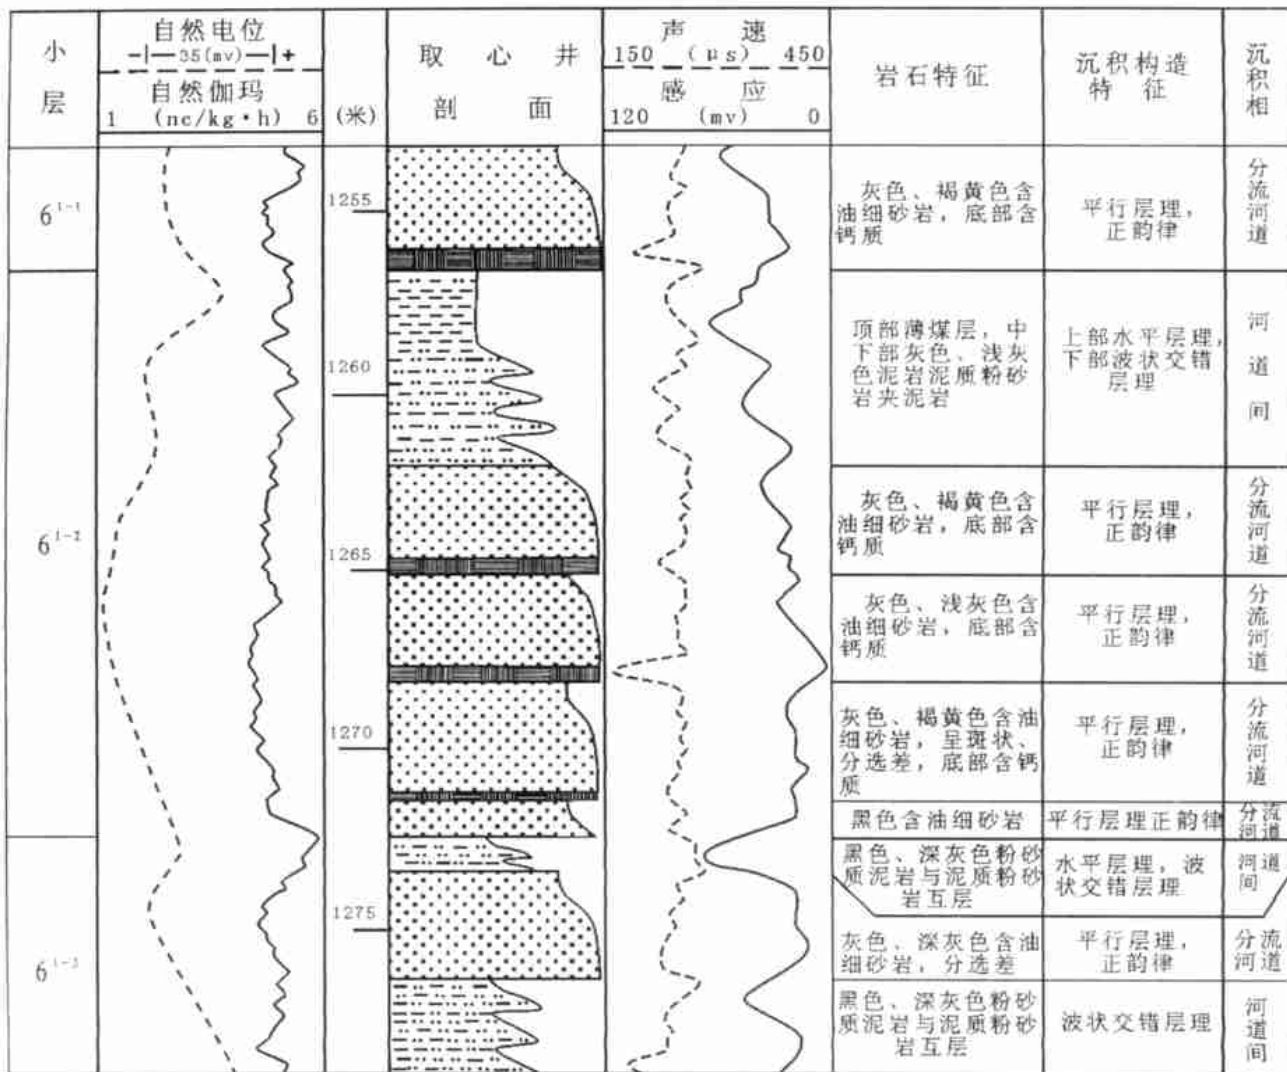 小
层
自然电位
-|—35(mv)—|+
自然伽玛
1 (nc/kg·h) 6
(米)
取心井
剖面
声速
150 (μs) 450
感应
120 (mv) 0
岩石特征
沉积构造
特征
沉
积
相
6¹⁻¹
1255
灰色、褐黄色含
油细砂岩,底部含
钙质
平行层理,
正韵律
分
流
河
道
1260
顶部薄煤层,中
下部灰色、浅灰
色泥岩泥质粉砂
岩夹泥岩
上部水平层理,
下部波状交错
层理
河
道
间
6¹⁻²
1265
灰色、褐黄色含
油细砂岩,底部含
钙质
平行层理,
正韵律
分
流
河
道
灰色、浅灰色含
油细砂岩,底部含
钙质
平行层理,
正韵律
分
流
河
道
1270
灰色、褐黄色含油
细砂岩,呈斑状、
分选差,底部含钙
质
平行层理,
正韵律
分
流
河
道
黑色含油细砂岩
平行层理正韵律
分流
河道
黑色、深灰色粉砂
质泥岩与泥质粉砂
岩互层
水平层理,波
状交错层理
河道
间
6¹⁻³
1275
灰色、深灰色含油
细砂岩,分选差
平行层理,
正韵律
分流
河道
黑色、深灰色粉砂
质泥岩与泥质粉砂
岩互层
波状交错层理
河
道
间